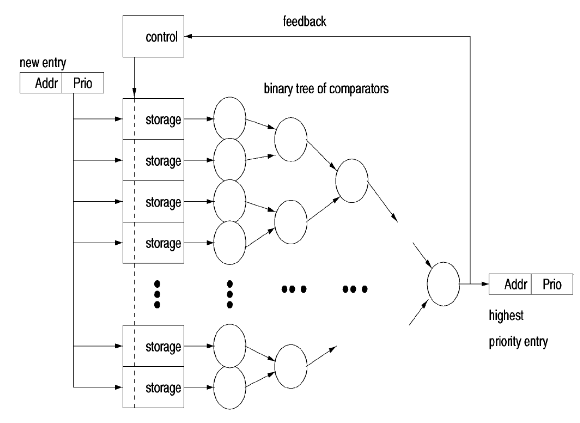 feedback
control
new entry
Addr Prio
binary tree of comparators
storage
storage
storage
storage
Addr Prio
highest
priority entry
storage
storage